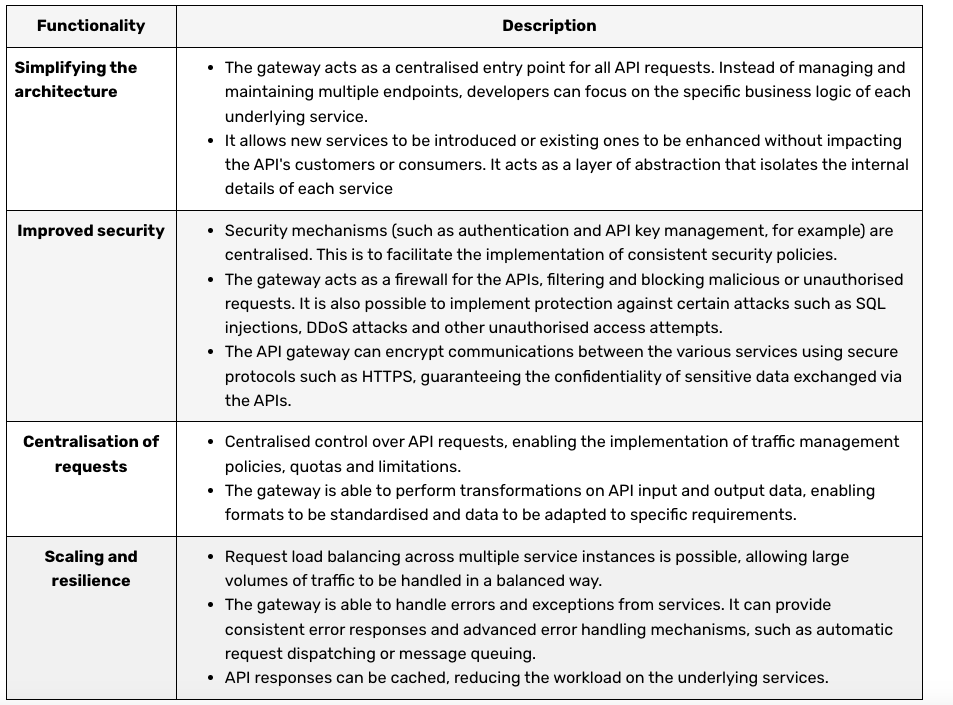 Functionality
Description
Simplifying the
architecture
• The gateway acts as a centralised entry point for all API requests. Instead of managing and
maintaining multiple endpoints, developers can focus on the specific business logic of each
underlying service.
• It allows new services to be introduced or existing ones to be enhanced without impacting
the API's customers or consumers. It acts as a layer of abstraction that isolates the internal
details of each service
Improved security
• Security mechanisms (such as authentication and API key management, for example) are
centralised. This is to facilitate the implementation of consistent security policies.
• The gateway acts as a firewall for the APIs, filtering and blocking malicious or unauthorised
requests. It is also possible to implement protection against certain attacks such as SQL
injections, DDoS attacks and other unauthorised access attempts.
• The API gateway can encrypt communications between the various services using secure
protocols such as HTTPS, guaranteeing the confidentiality of sensitive data exchanged via
the APIs.
Centralisation of
requests
• Centralised control over API requests, enabling the implementation of traffic management
policies, quotas and limitations.
• The gateway is able to perform transformations on API input and output data, enabling
formats to be standardised and data to be adapted to specific requirements.
Scaling and
resilience
• Request load balancing across multiple service instances is possible, allowing large
volumes of traffic to be handled in a balanced way.
• The gateway is able to handle errors and exceptions from services. It can provide
consistent error responses and advanced error handling mechanisms, such as automatic
request dispatching or message queuing.
• API responses can be cached, reducing the workload on the underlying services.